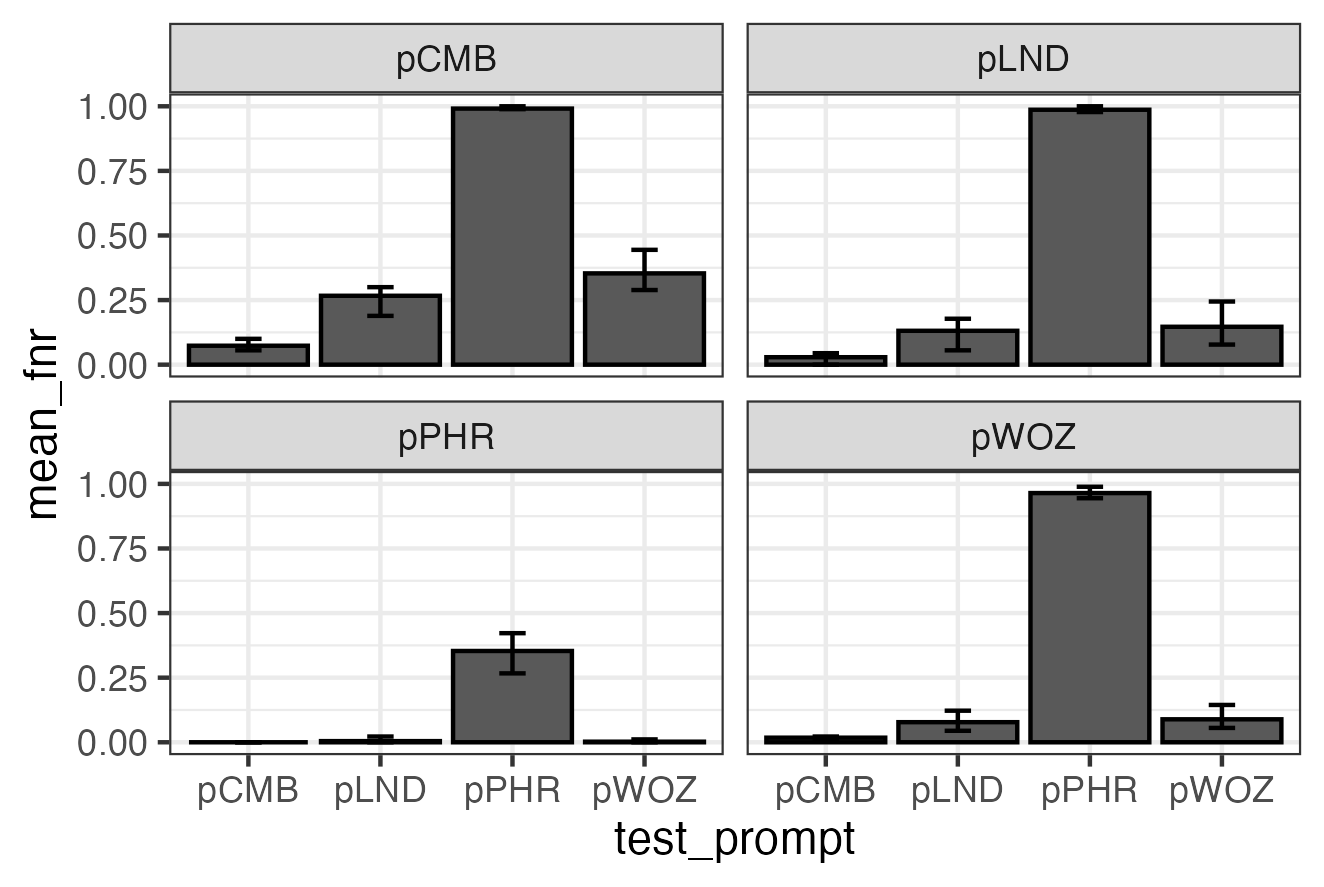 pCMB pLND
1.00
0.75
0.50
0.25
0.00
mean_fnr
pPHR pWOZ
1.00
0.75
0.50
0.25
0.00
pCMB pLND pPHR pWOZ pCMB pLND pPHR pWOZ
test_prompt